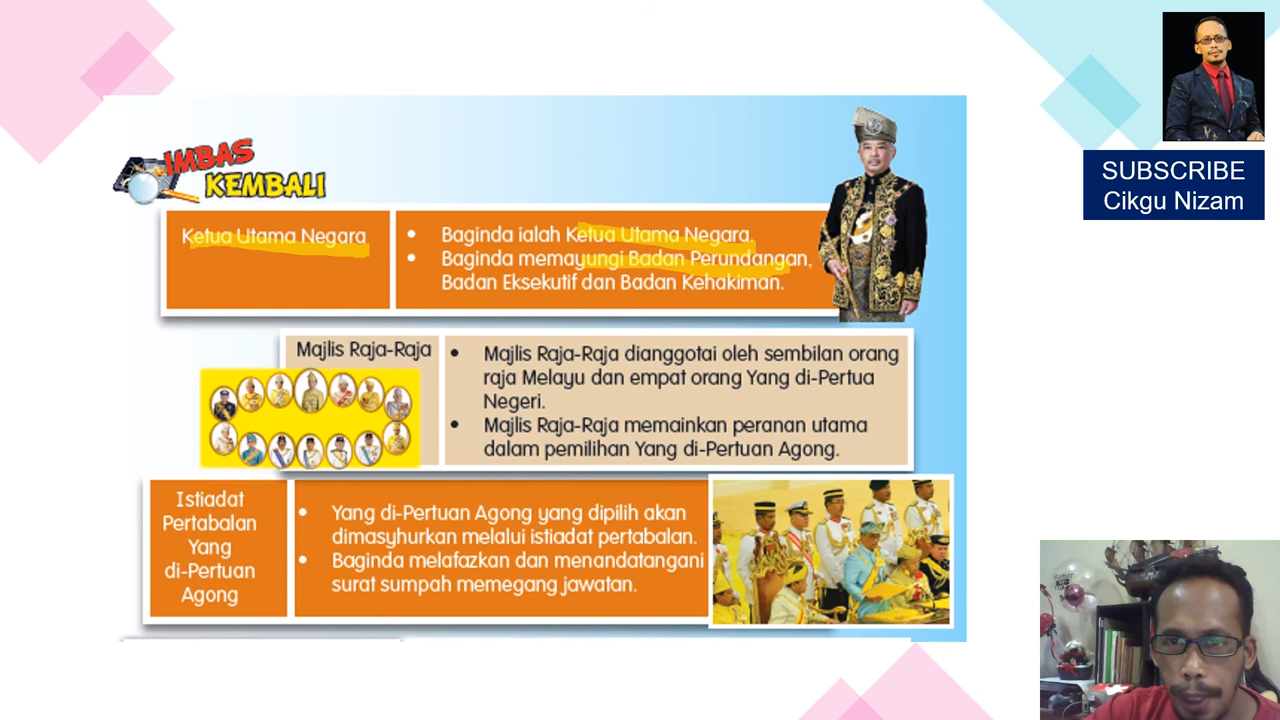 SUBSCRIBE
Cikgu Nizam
IMBAS
KEMBALI
Ketua Utama Negara
• Baginda ialah Ketua Utama Negara.
• Baginda memayungi Badan Perundangan,
Badan Eksekutif dan Badan Kehakiman.
Majlis Raja-Raja
• Majlis Raja-Raja dianggotai oleh sembilan orang
raja Melayu dan empat orang Yang di-Pertua
Negeri.
• Majlis Raja-Raja memainkan peranan utama
dalam pemilihan Yang di-Pertuan Agong.
Istiadat
Pertabalan
Yang
di-Pertuan
Agong
• Yang di-Pertuan Agong yang dipilih akan
dimasyhurkan melalui istiadat pertabalan.
• Baginda melafazkan dan menandatangani
surat sumpah memegang jawatan.